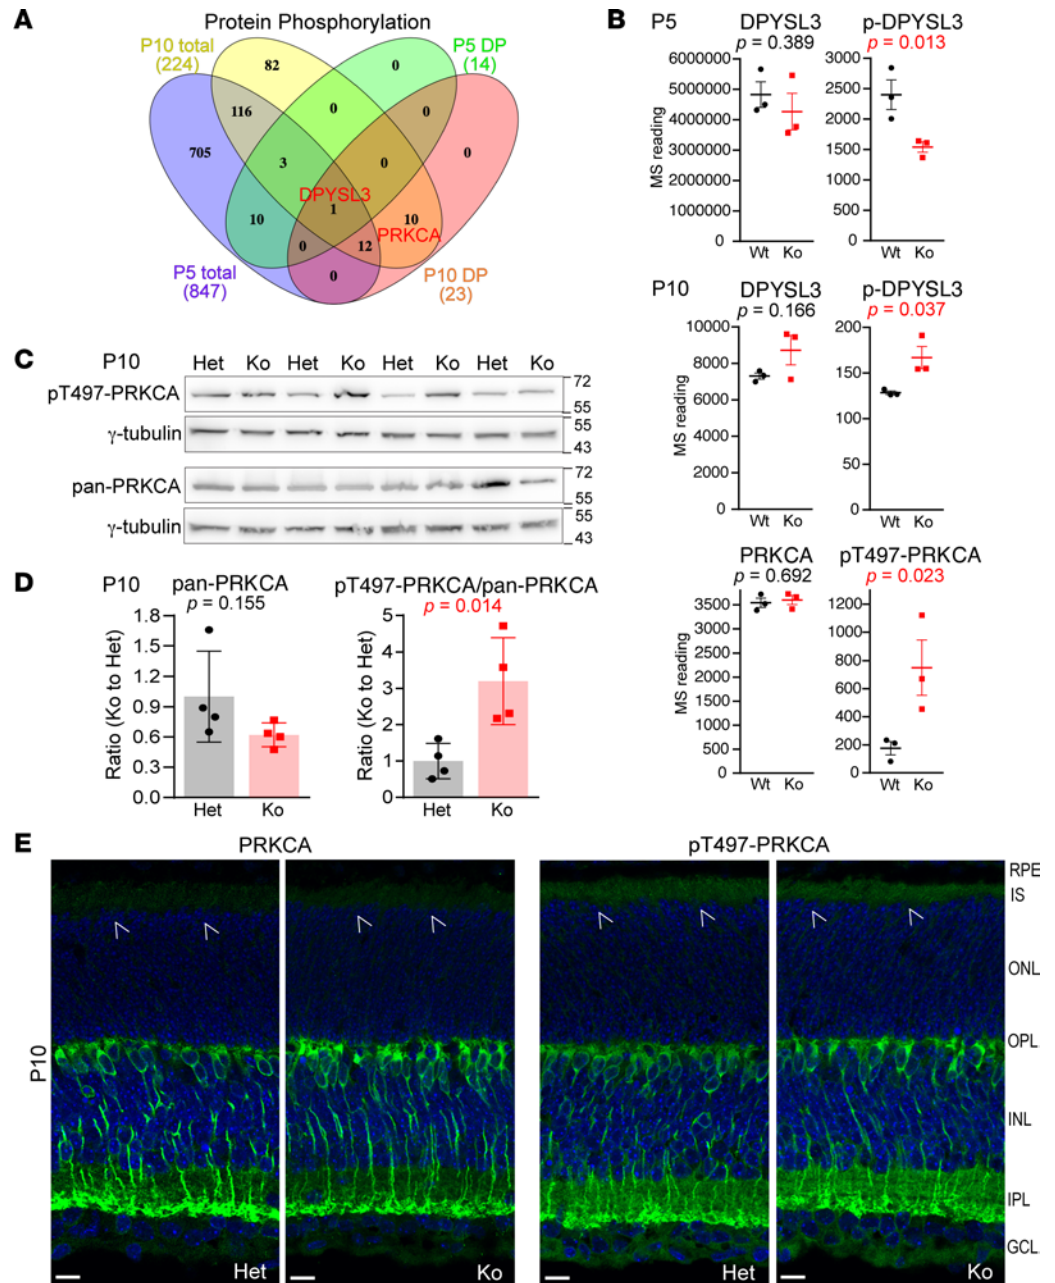 A
Protein Phosphorylation
P10 total
(224)
P5 DP
(14)
82
0
116
0
0
705
3
0
0
DPYSL3
1
10
10
PRKCA
0
12
0
P5 total
(847)
P10 DP
(23)
B
P5
DPYSL3
p = 0.389
p-DPYSL3
p = 0.013
MS reading
6000000
5000000
4000000
3000000
2000000
1000000
0
Wt
Ko
3000
2500
2000
1500
1000
500
0
Wt
Ko
P10
DPYSL3
p = 0.166
p-DPYSL3
p = 0.037
MS reading
10000
8000
6000
4000
2000
0
Wt
Ko
200
150
100
50
0
Wt
Ko
PRKCA
p = 0.692
pT497-PRKCA
p = 0.023
MS reading
3500
3000
2500
2000
1500
1000
500
0
Wt
Ko
1200
1000
800
600
400
200
0
Wt
Ko
C
P10
Het Ko Het Ko Het Ko Het Ko
pT497-PRKCA
72
55
γ-tubulin
55
43
pan-PRKCA
72
55
γ-tubulin
55
43
D
P10
pan-PRKCA
p = 0.155
Ratio (Ko to Het)
1.8
1.5
1.2
0.9
0.6
0.3
0.0
Het
Ko
pT497-PRKCA/pan-PRKCA
p = 0.014
Ratio (Ko to Het)
5
4
3
2
1
0
Het
Ko
E
PRKCA
pT497-PRKCA
P10
RPE
IS
ONL
OPL
INL
IPL
GCL
Het
Ko
Het
Ko